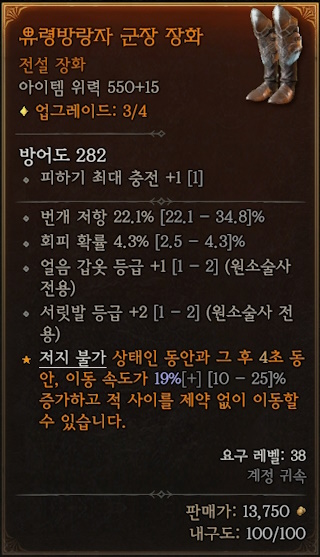 유령방랑자 군장 장화
전설 장화
아이템 위력 550+15
업그레이드: 3/4
방어도 282
피하기 최대 충전 +1 [1]
번개 저항 22.1% [22.1 – 34.8]%
회피 확률 4.3% [2.5 – 4.3]%
얼음 갑옷 등급 +1 [1 – 2] (원소술사
전용)
서릿발 등급 +2 [1 – 2] (원소술사 전
용)
저지 불가 상태인 동안과 그 후 4초 동
안, 이동 속도가 19%[+] [10 – 25]%
증가하고 적 사이를 제약 없이 이동할
수 있습니다.
요구 레벨: 38
계정 귀속
판매가: 13,750
내구도: 100/100